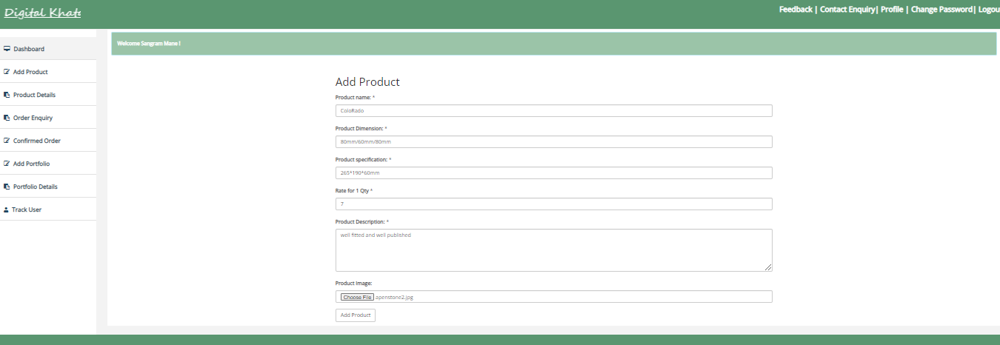 Digital Khate
Feedback | Contact Enquiry| Profile | Change Password| Logou
Dashboard
Add Product
Product Details
Order Enquiry
Confirmed Order
Add Portfolio
Portfolio Details
Track User
Welcome Sangram Mane !
Add Product
Product name: *
ColoRado
Product Dimension: *
80mm/60mm/80mm
Product specification: *
265*190*60mm
Rate for 1 Qty *
7
Product Description: *
well fitted and well published
Product Image:
Choose File apenstone2.jpg
Add Product